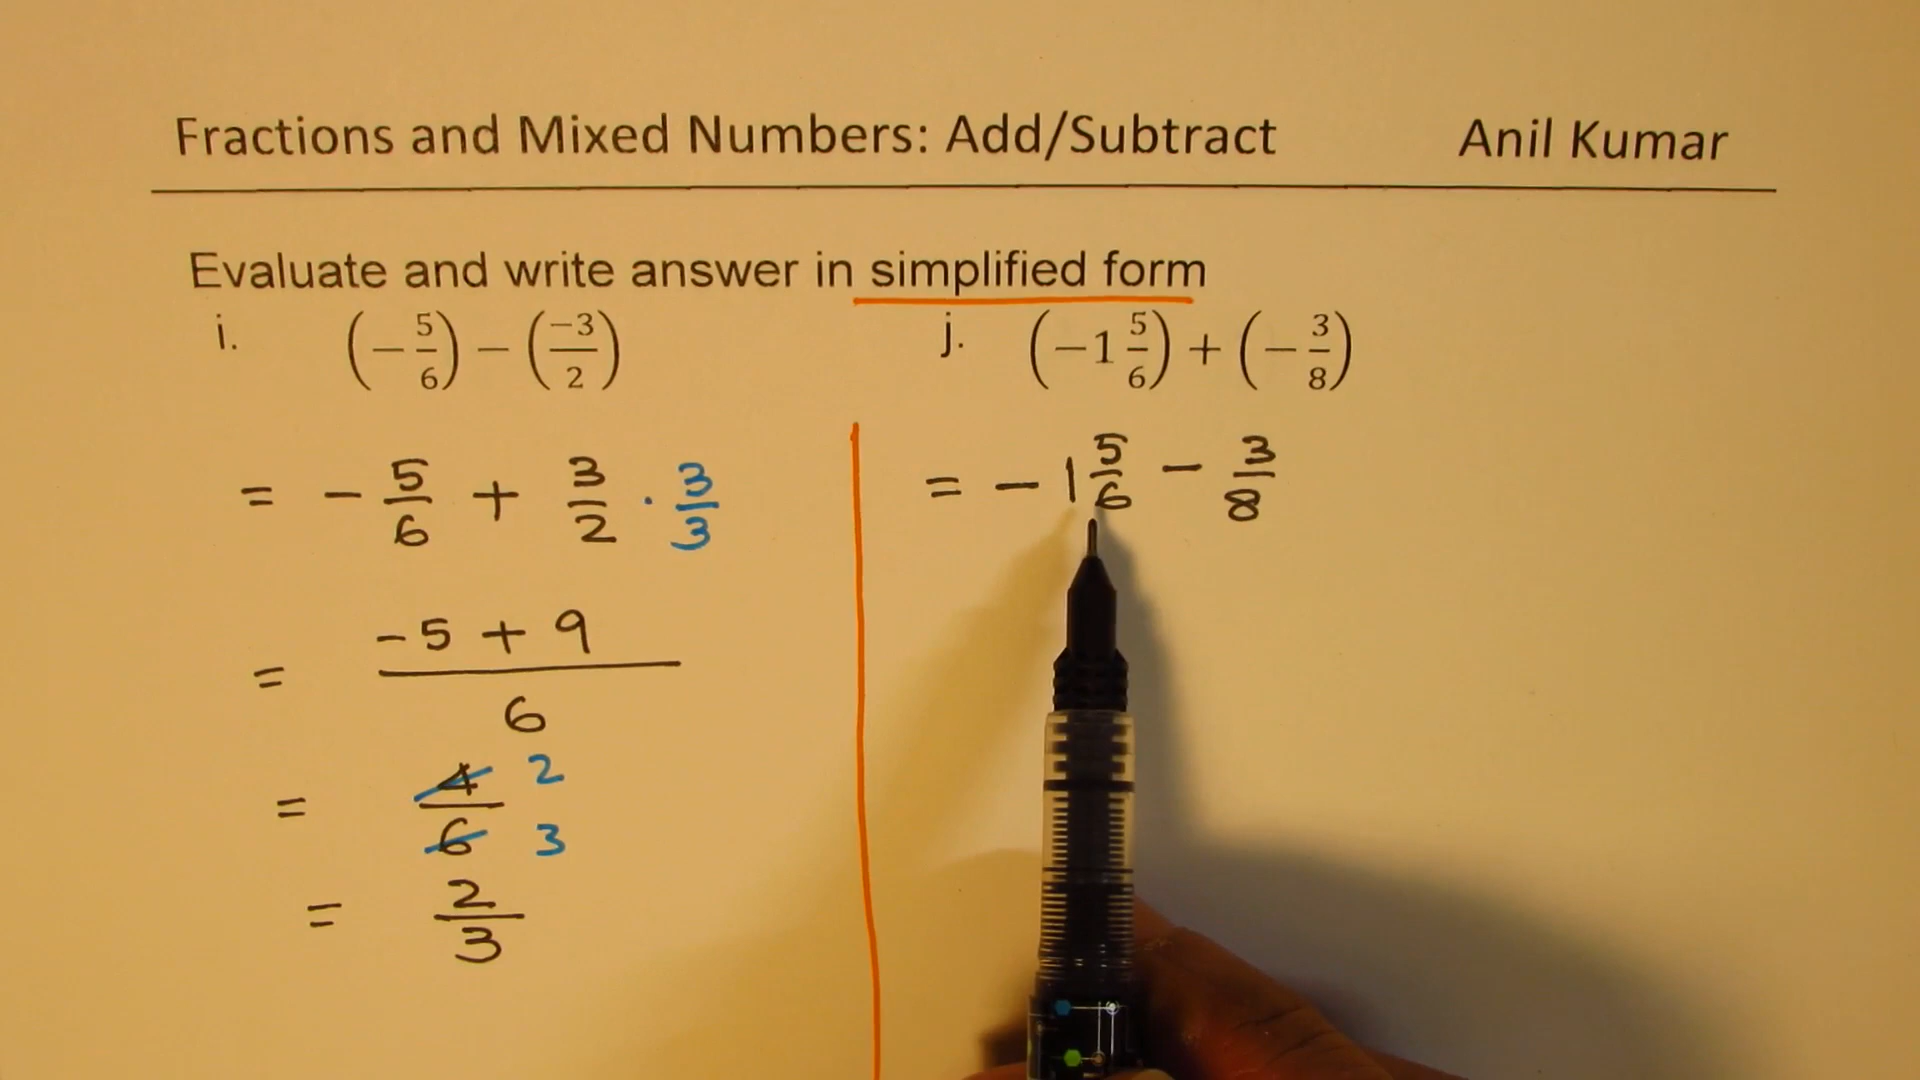 Fractions and Mixed Numbers: Add/Subtract Anil Kumar
Evaluate and write answer in simplified form
i. (−5/6) − (−3/2)
= − 5/6 + 3/2 · 3/3
= (−5 + 9)/6
= 4/6 2/3
= 2/3
j. (−1 5/6) + (−3/8)
= − 1 5/6 − 3/8